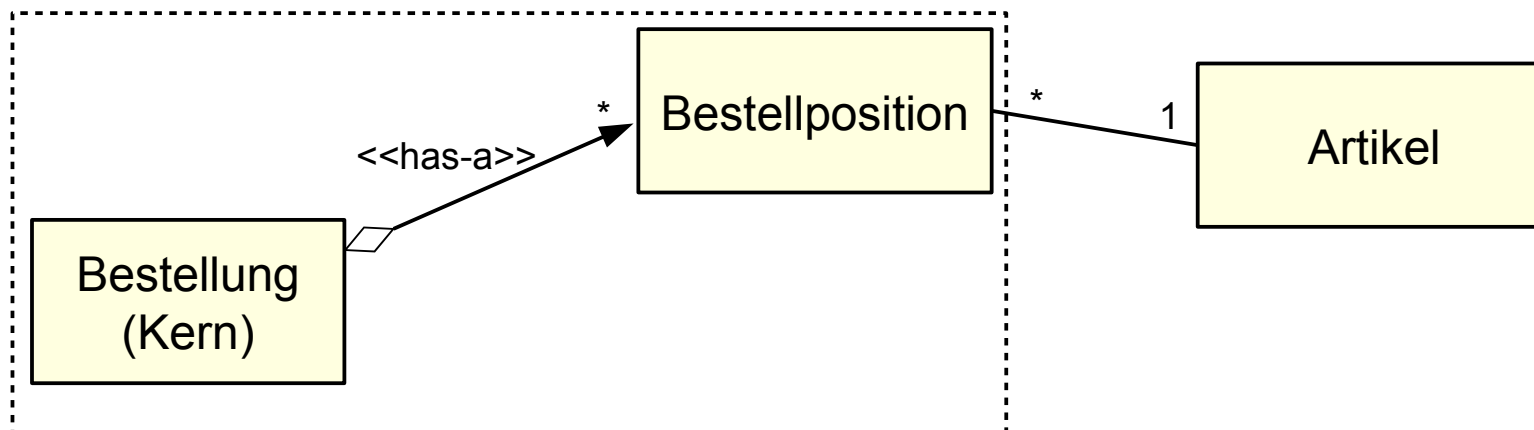 Bestellposition
*
*
1
Artikel
<<has-a>>
Bestellung
(Kern)